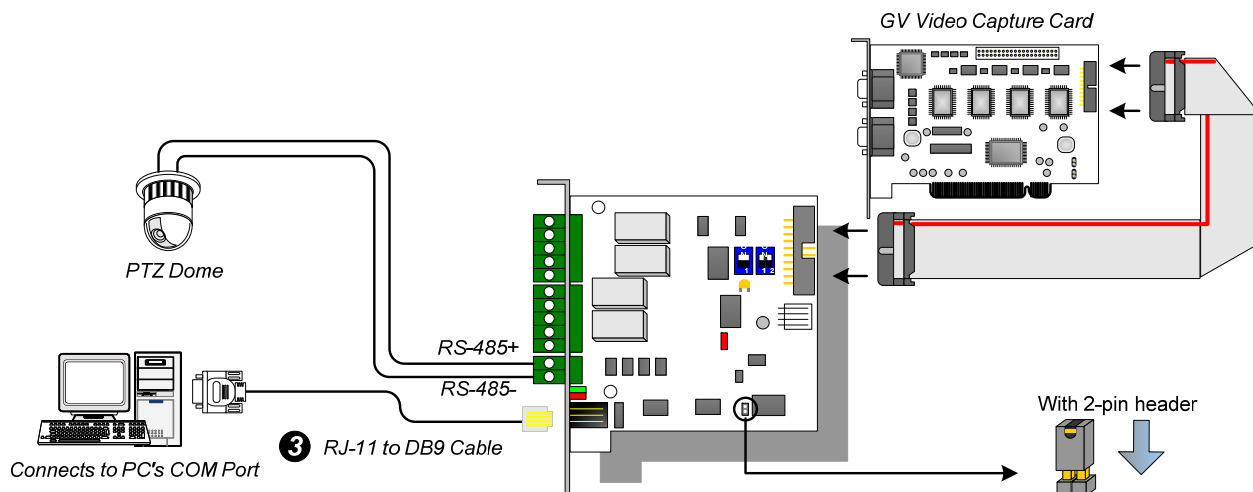 GV Video Capture Card
PTZ Dome
RS-485+
RS-485-
With 2-pin header
3 RJ-11 to DB9 Cable
Connects to PC's COM Port